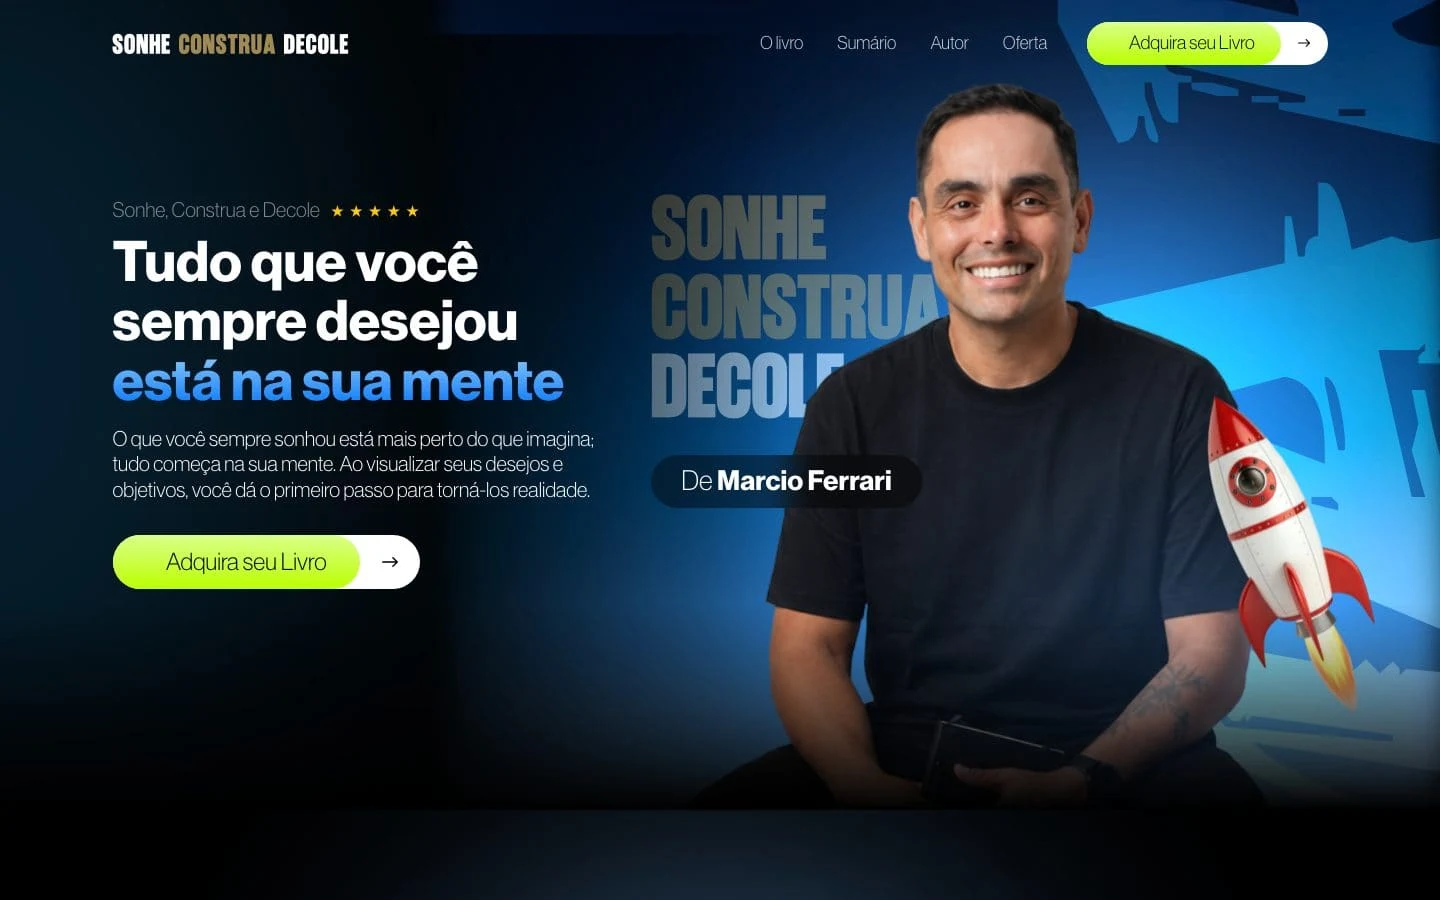 SONHE CONSTRUA DECOLE
O livro
Sumário
Autor
Oferta
Adquira seu Livro
Sonhe, Construa e Decole
Tudo que você
sempre desejou
está na sua mente
O que você sempre sonhou está mais perto do que imagina;
tudo começa na sua mente. Ao visualizar seus desejos e
objetivos, você dá o primeiro passo para torná-los realidade.
Adquira seu Livro
SONHE
CONSTRUA
DECOLE
De Marcio Ferrari